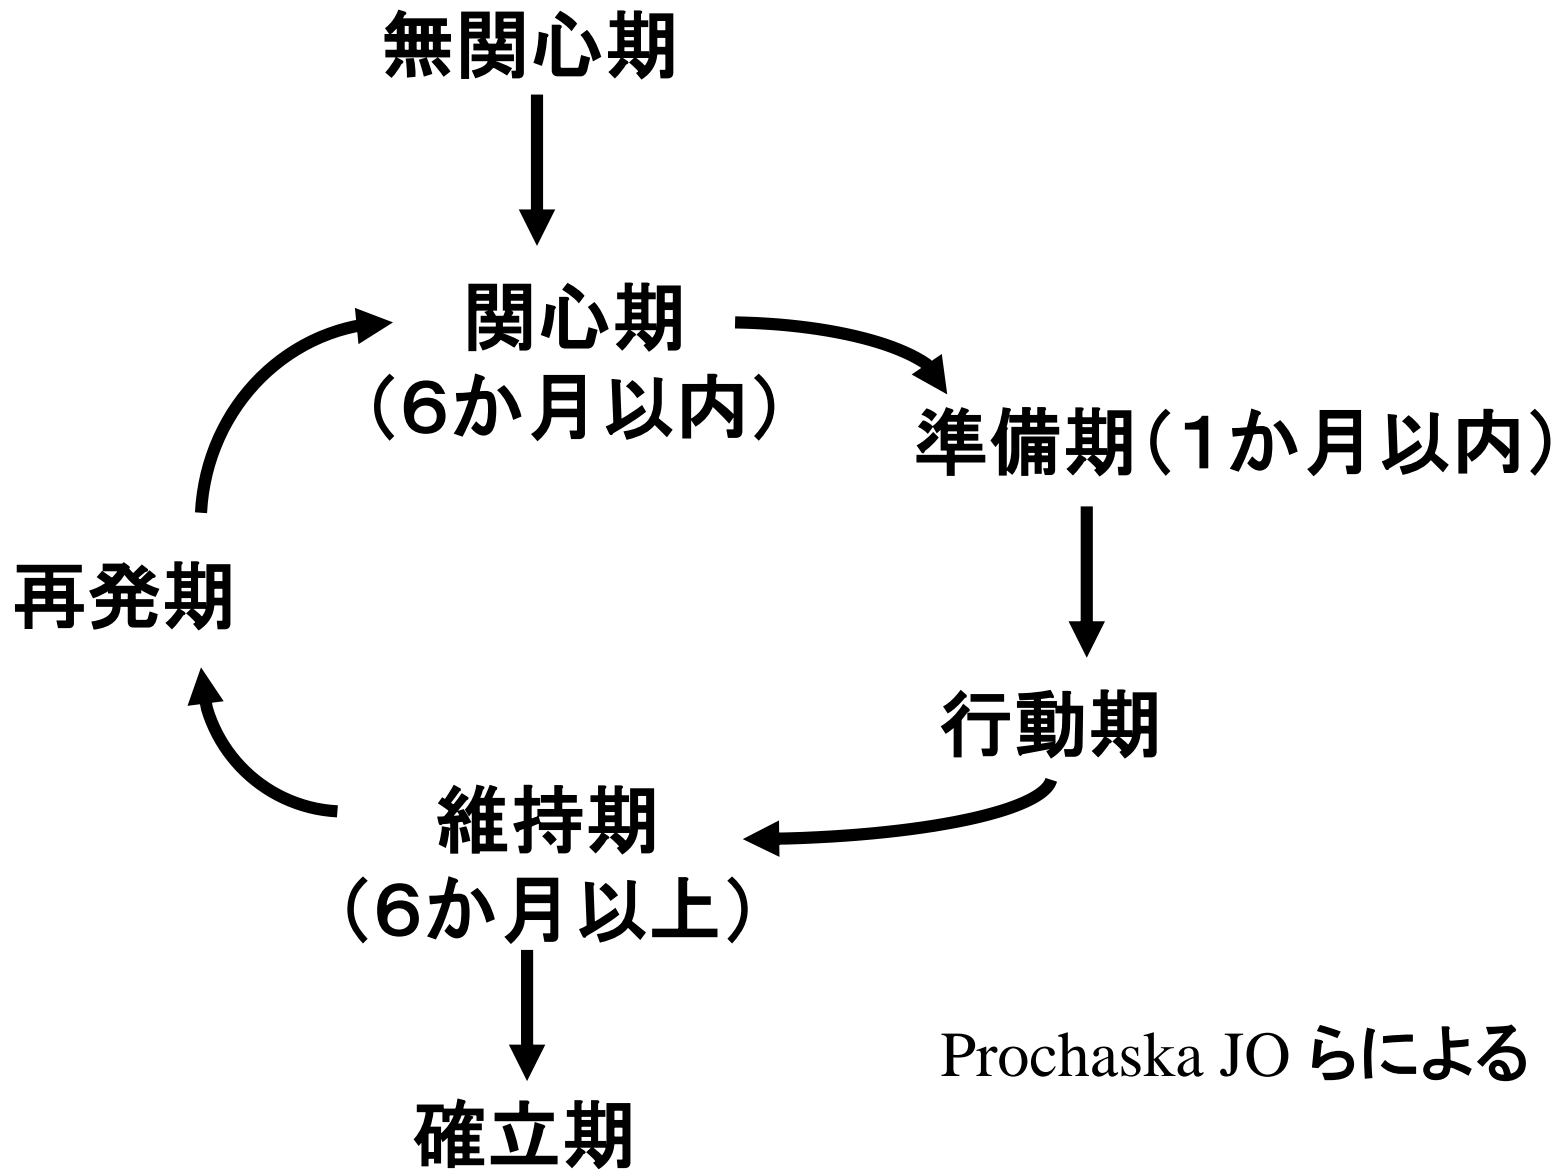 無関心期
関心期
（６か月以内）
準備期（１か月以内）
再発期
行動期
維持期
（６か月以上）
Prochaska JO らによる
確立期